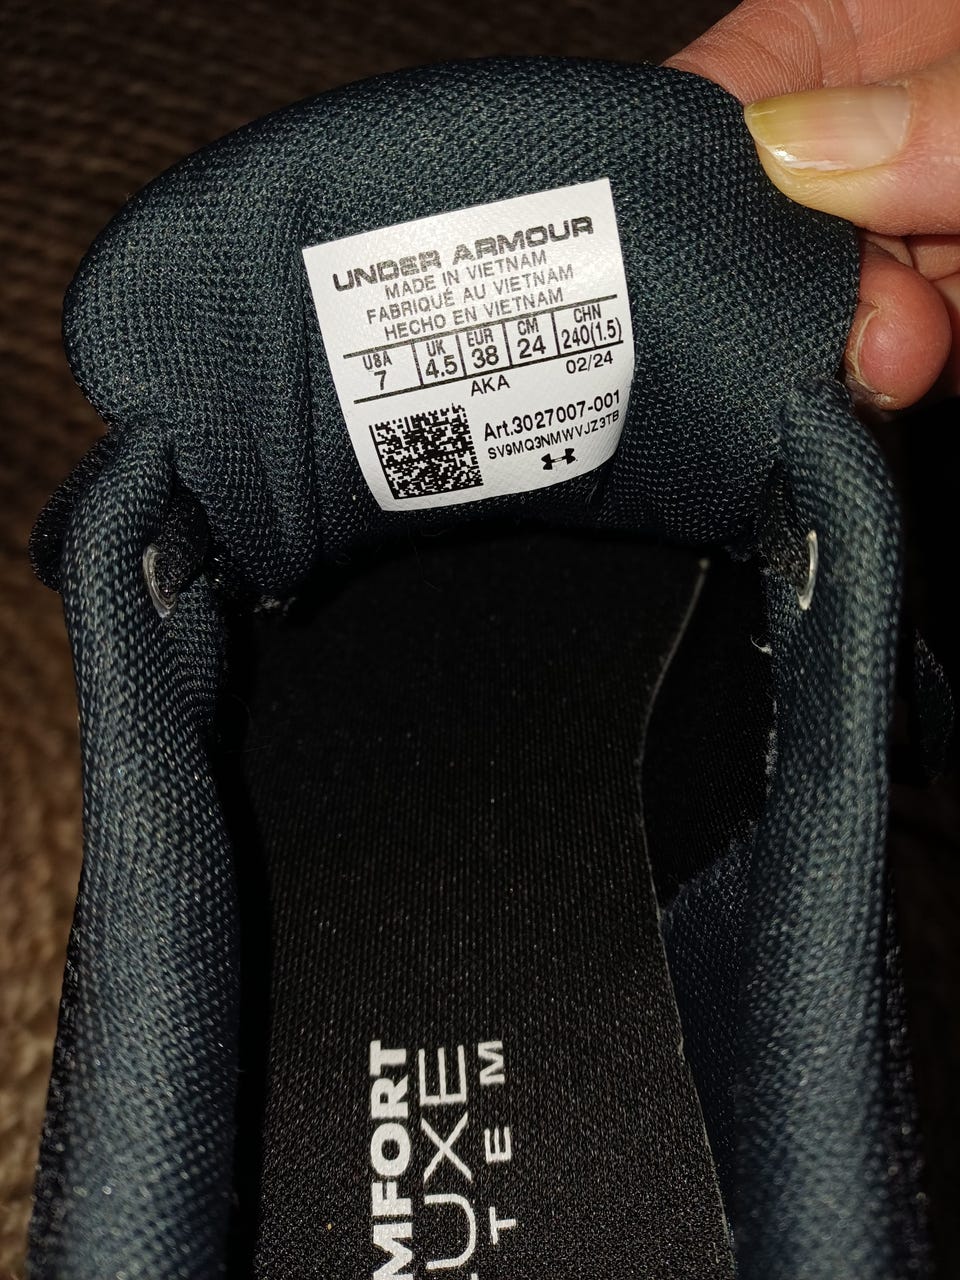 UNDER ARMOUR
MADE IN VIETNAM
FABRIQUÉ AU VIETNAM
HECHO EN VIETNAM
USA UK EUR CM CHN
7 4.5 38 24 240(1.5)
AKA 02/24
Art.3027007-001
SV9MQ3NMWVJZ3TB
MFORT
LUXE
TEM